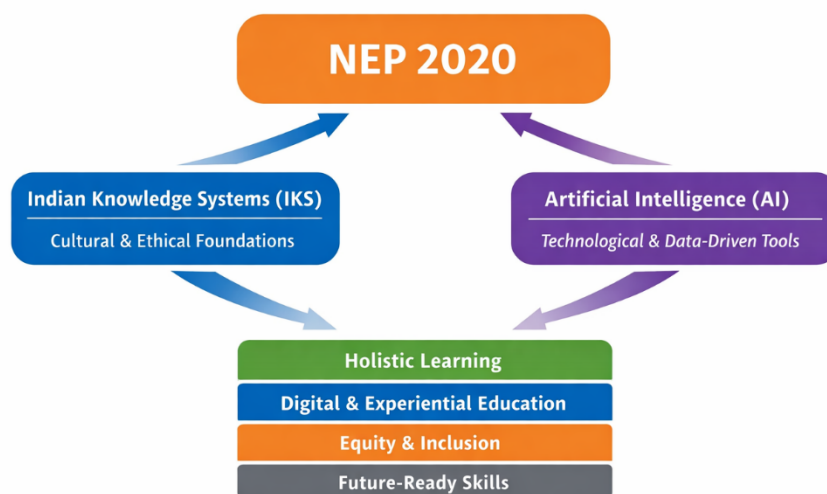 NEP 2020
Indian Knowledge Systems (IKS)
Cultural & Ethical Foundations
Artificial Intelligence (AI)
Technological & Data-Driven Tools
Holistic Learning
Digital & Experiential Education
Equity & Inclusion
Future-Ready Skills